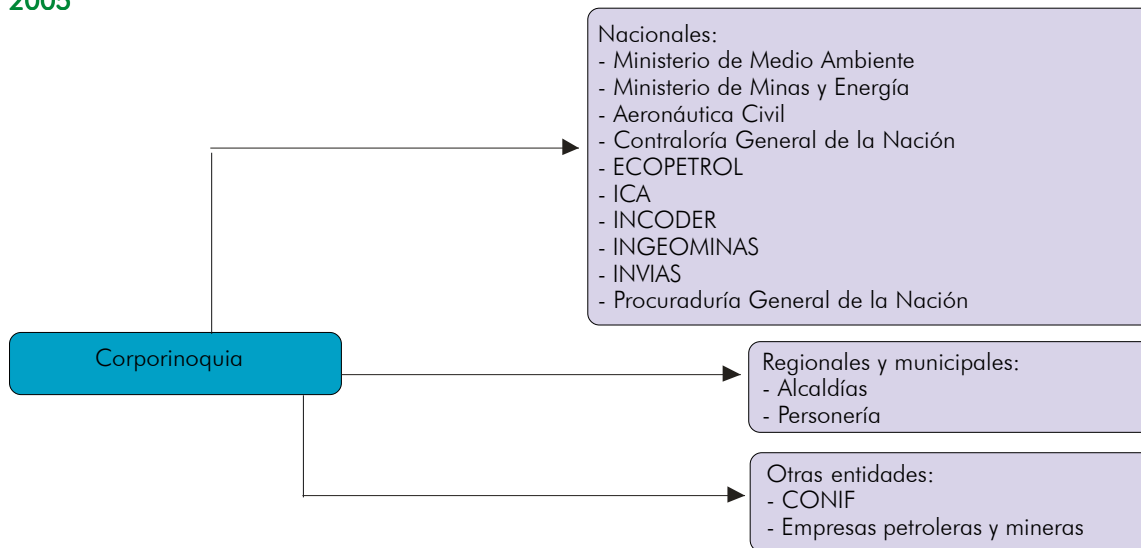 2005
Nacionales:
- Ministerio de Medio Ambiente
- Ministerio de Minas y Energía
- Aeronáutica Civil
- Contraloría General de la Nación
- ECOPETROL
- ICA
- INCODER
- INGEOMINAS
- INVIAS
- Procuraduría General de la Nación
Corporinoquia
Regionales y municipales:
- Alcaldías
- Personería
Otras entidades:
- CONIF
- Empresas petroleras y mineras